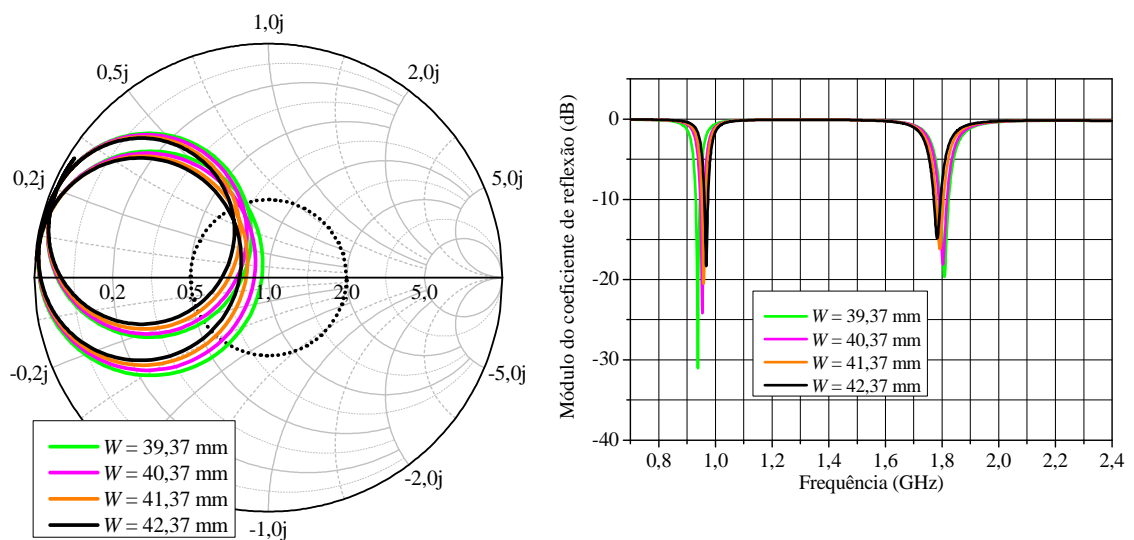 1,0j
0,5j
2,0j
0,2j
5,0j
0,2
0,5
1,0
2,0
5,0
-0,2j
-5,0j
-2,0j
-1,0j
W = 39,37 mm
W = 40,37 mm
W = 41,37 mm
W = 42,37 mm
Módulo do coeficiente de reflexão (dB)
0
-10
-20
-30
-40
W = 39,37 mm
W = 40,37 mm
W = 41,37 mm
W = 42,37 mm
0,8 1,0 1,2 1,4 1,6 1,8 2,0 2,2 2,4
Frequência (GHz)